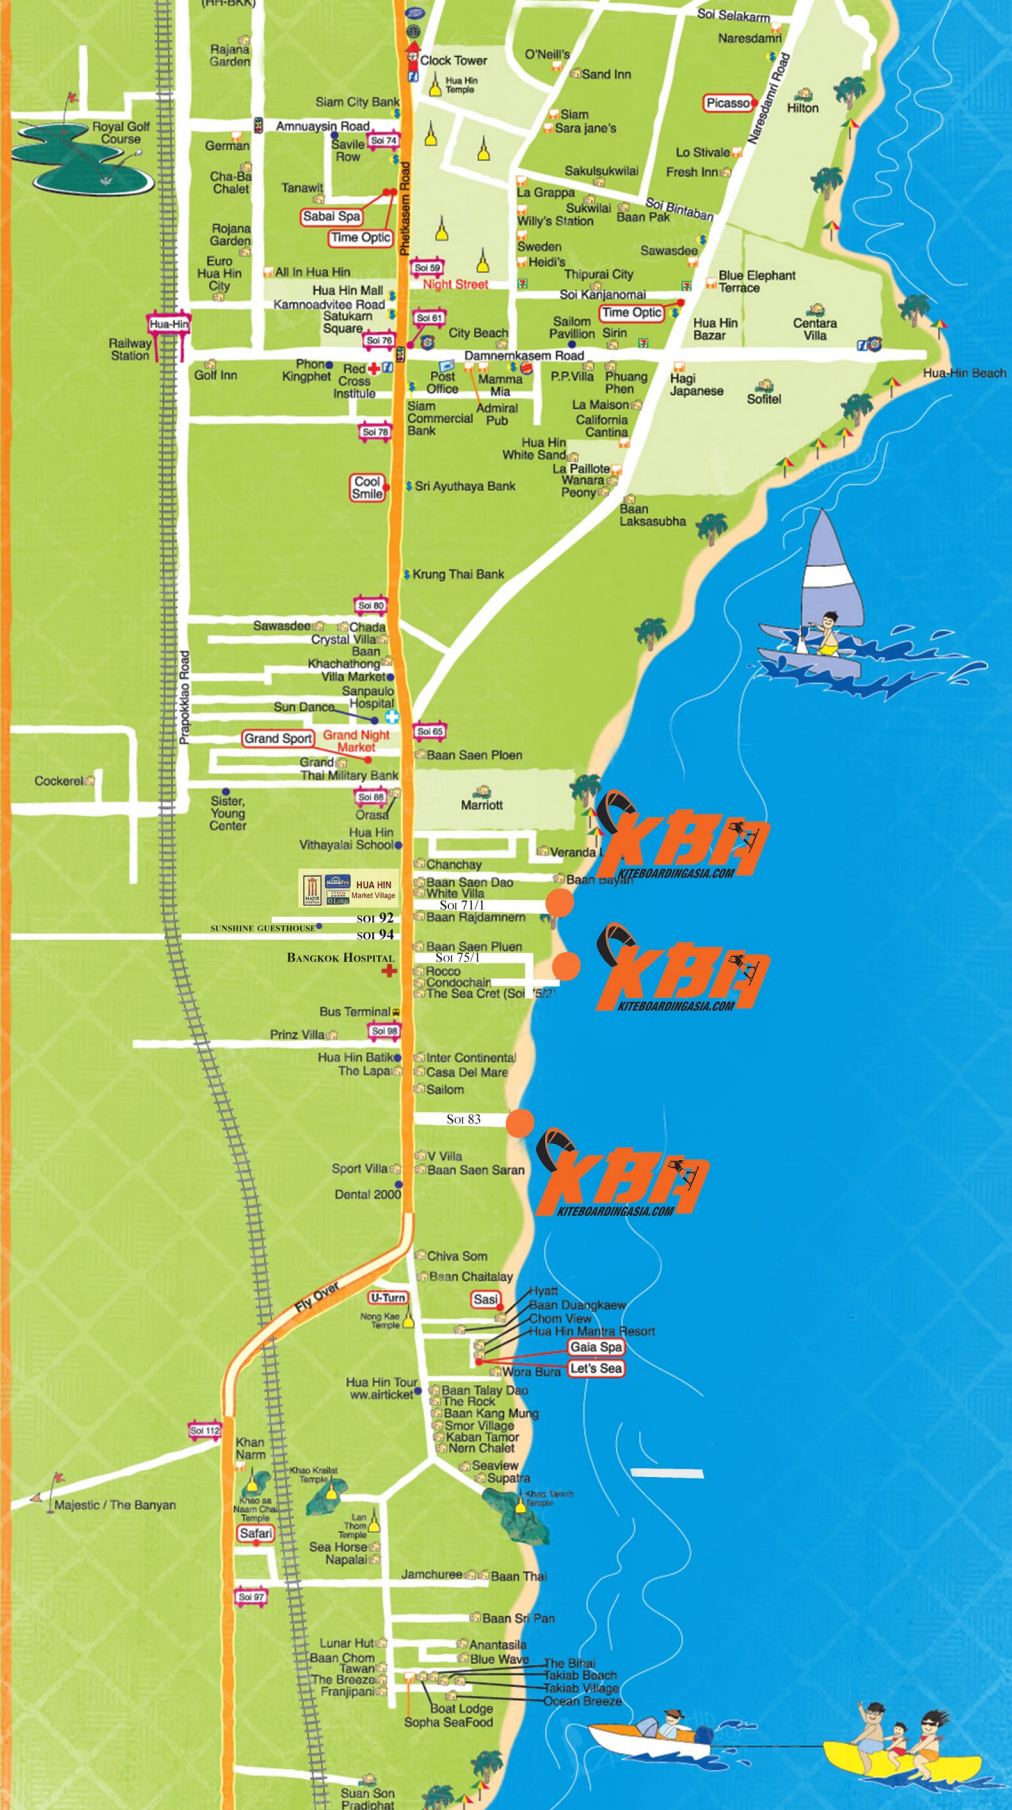 (HH-BKK)
Soi Selakarm
Naresdamri
Rajana
Garden
Clock Tower
O'Neill's
Sand Inn
Hua Hin
Temple
Naresdamri Road
Hilton
Picasso
Siam City Bank
Royal Golf
Course
Amnuaysin Road
Siam
Sara jane's
German
Savile
Row
Soi 74
Lo Stivale
Fresh Inn
Cha-Ba
Chalet
Tanawit
Phetkasem Road
Sakulsukwilai
La Grappa
Sukwilai
Baan Pak
Soi Bintaban
Sabai Spa
Time Optic
Willy's Station
Rojana
Garden
Sweden
Heidi's
Sawasdee
Euro
Hua Hin
City
All In Hua Hin
Soi 59
Night Street
Thipurai City
Blue Elephant
Terrace
Hua Hin Mall
Kamnoadvitee Road
Satukarn
Square
Soi Kanjanomai
Time Optic
Soi 61
Hua-Hin
Railway
Station
Soi 76
City Beach
Sailom
Pavillion
Sirin
Hua Hin
Bazar
Centara
Villa
Damnernkasem Road
Golf Inn
Phon
Kingphet
Red
Cross
Institule
Post
Office
Mamma
Mia
P.P.Villa
Phuang
Phen
Hagi
Japanese
Sofitel
Hua-Hin Beach
Siam
Commercial
Bank
Admiral
Pub
La Maison
California
Cantina
Soi 78
Hua Hin
White Sand
La Paillote
Wanara
Peony
Cool
Smile
Sri Ayuthaya Bank
Baan
Laksasubha
Krung Thai Bank
Soi 80
Sawasdee
Chada
Crystal Villa
Baan
Khachathong
Villa Market
Prapokklao Road
Sanpaulo
Hospital
Sun Dance
Grand Sport
Grand Night
Market
Soi 65
Baan Saen Ploen
Grand
Thai Military Bank
Cockerel
Sister,
Young
Center
Soi 88
Orasa
Marriott
Hua Hin
Vithayalai School
KBA
KITEBOARDINGASIA.COM
Chanchay
Baan Saen Dao
White Villa
Baan Bayan
HUA HIN
Market Village
Soi 71/1
SOI 92
Baan Rajdamnern
SUNSHINE GUESTHOUSE
SOI 94
Baan Saen Pluen
Soi 75/1
BANGKOK HOSPITAL
Rocco
Condochain
The Sea Cret (Soi 75/2)
KBA
KITEBOARDINGASIA.COM
Bus Terminal
Prinz Villa
Soi 98
Hua Hin Batik
The Lapa
Inter Continental
Casa Del Mare
Sailom
Soi 83
KBA
KITEBOARDINGASIA.COM
V Villa
Sport Villa
Baan Saen Saran
Dental 2000
Chiva Som
Baan Chaitalay
Fly Over
U-Turn
Nong Kae
Temple
Sasi
Hyatt
Baan Duangkaew
Chom View
Hua Hin Mantra Resort
Gaia Spa
Let's Sea
Wora Bura
Hua Hin Tour
ww.airticket
Baan Talay Dao
The Rock
Baan Kang Mung
Smor Village
Kaban Tamor
Nern Chalet
Soi 112
Khan
Narm
Seaview
Supatra
Khao Krailat
Temple
Khao Takiab
Temple
Majestic / The Banyan
Khao sa
Naam Chai
Temple
Safari
Lan
Thom
Temple
Sea Horse
Napalai
Jamchuree
Baan Thai
Soi 97
Baan Sri Pan
Lunar Hut
Baan Chom
Tawan
The Breeze
Franjipani
Anantasila
Blue Wave
The Bihai
Takiab Beach
Takiab Village
Ocean Breeze
Boat Lodge
Sopha SeaFood
Suan Son
Pradiphat